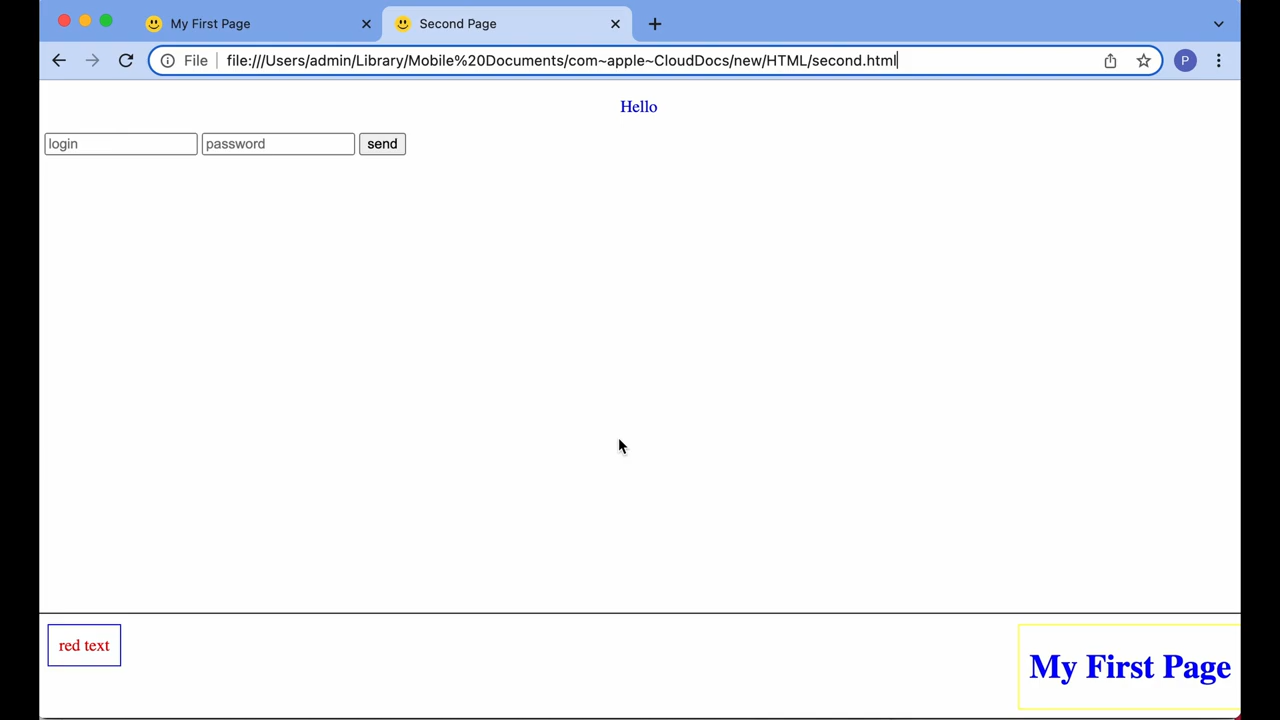 My First Page
Second Page
File file:///Users/admin/Library/Mobile%20Documents/com~apple~CloudDocs/new/HTML/second.html
P
Hello
login password send
red text
My First Page